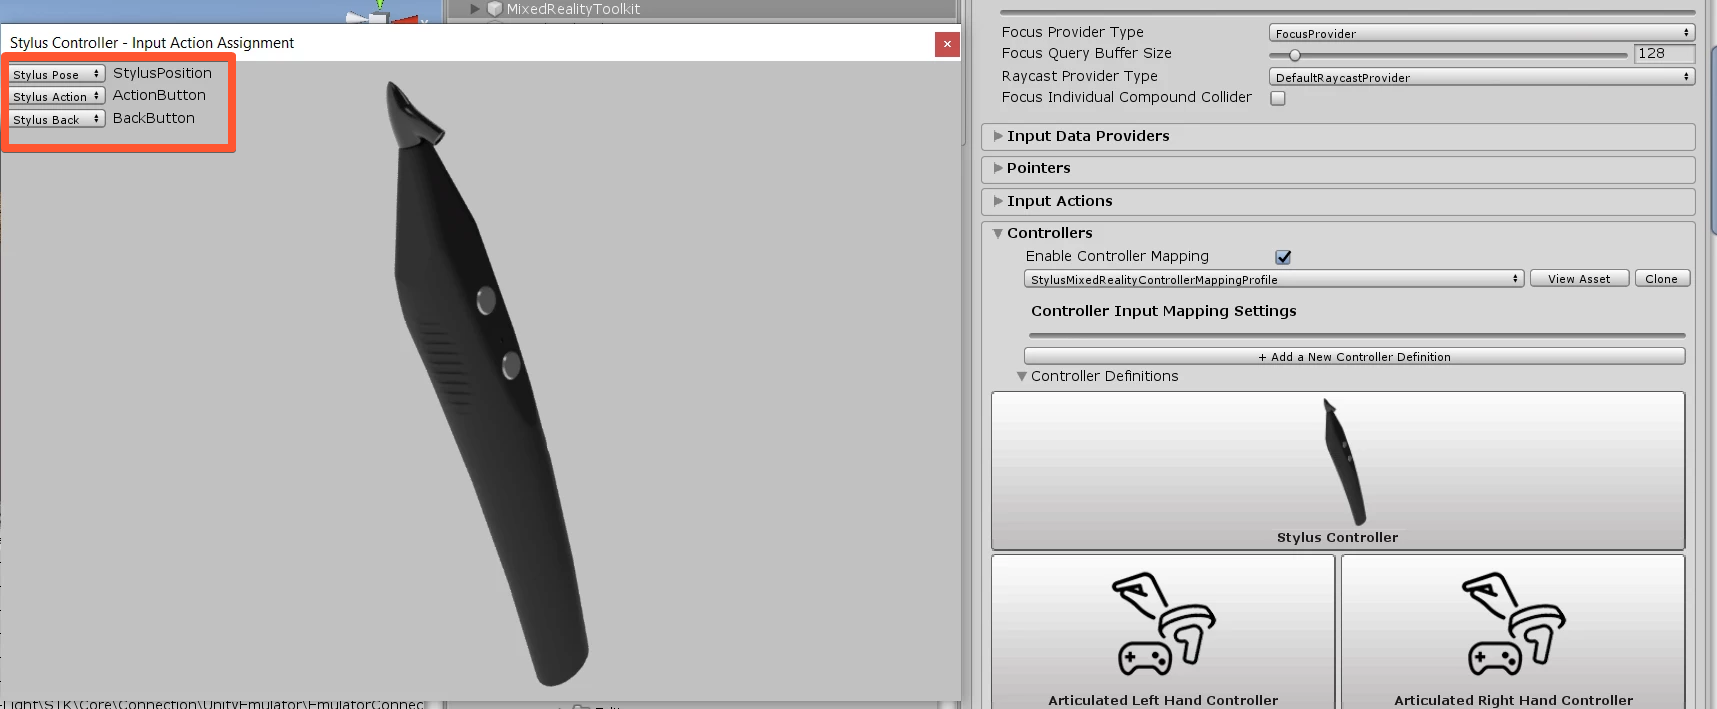 MixedRealityToolkit
Stylus Controller - Input Action Assignment
Stylus Pose StylusPosition
Stylus Action ActionButton
Stylus Back BackButton
Focus Provider Type FocusProvider
Focus Query Buffer Size 128
Raycast Provider Type DefaultRaycastProvider
Focus Individual Compound Collider
Input Data Providers
Pointers
Input Actions
Controllers
Enable Controller Mapping
StylusMixedRealityControllerMappingProfile View Asset Clone
Controller Input Mapping Settings
+ Add a New Controller Definition
Controller Definitions
Stylus Controller
Articulated Left Hand Controller Articulated Right Hand Controller
-Light\STK\Core\Connection\UnityEmulator\EmulatorConnec